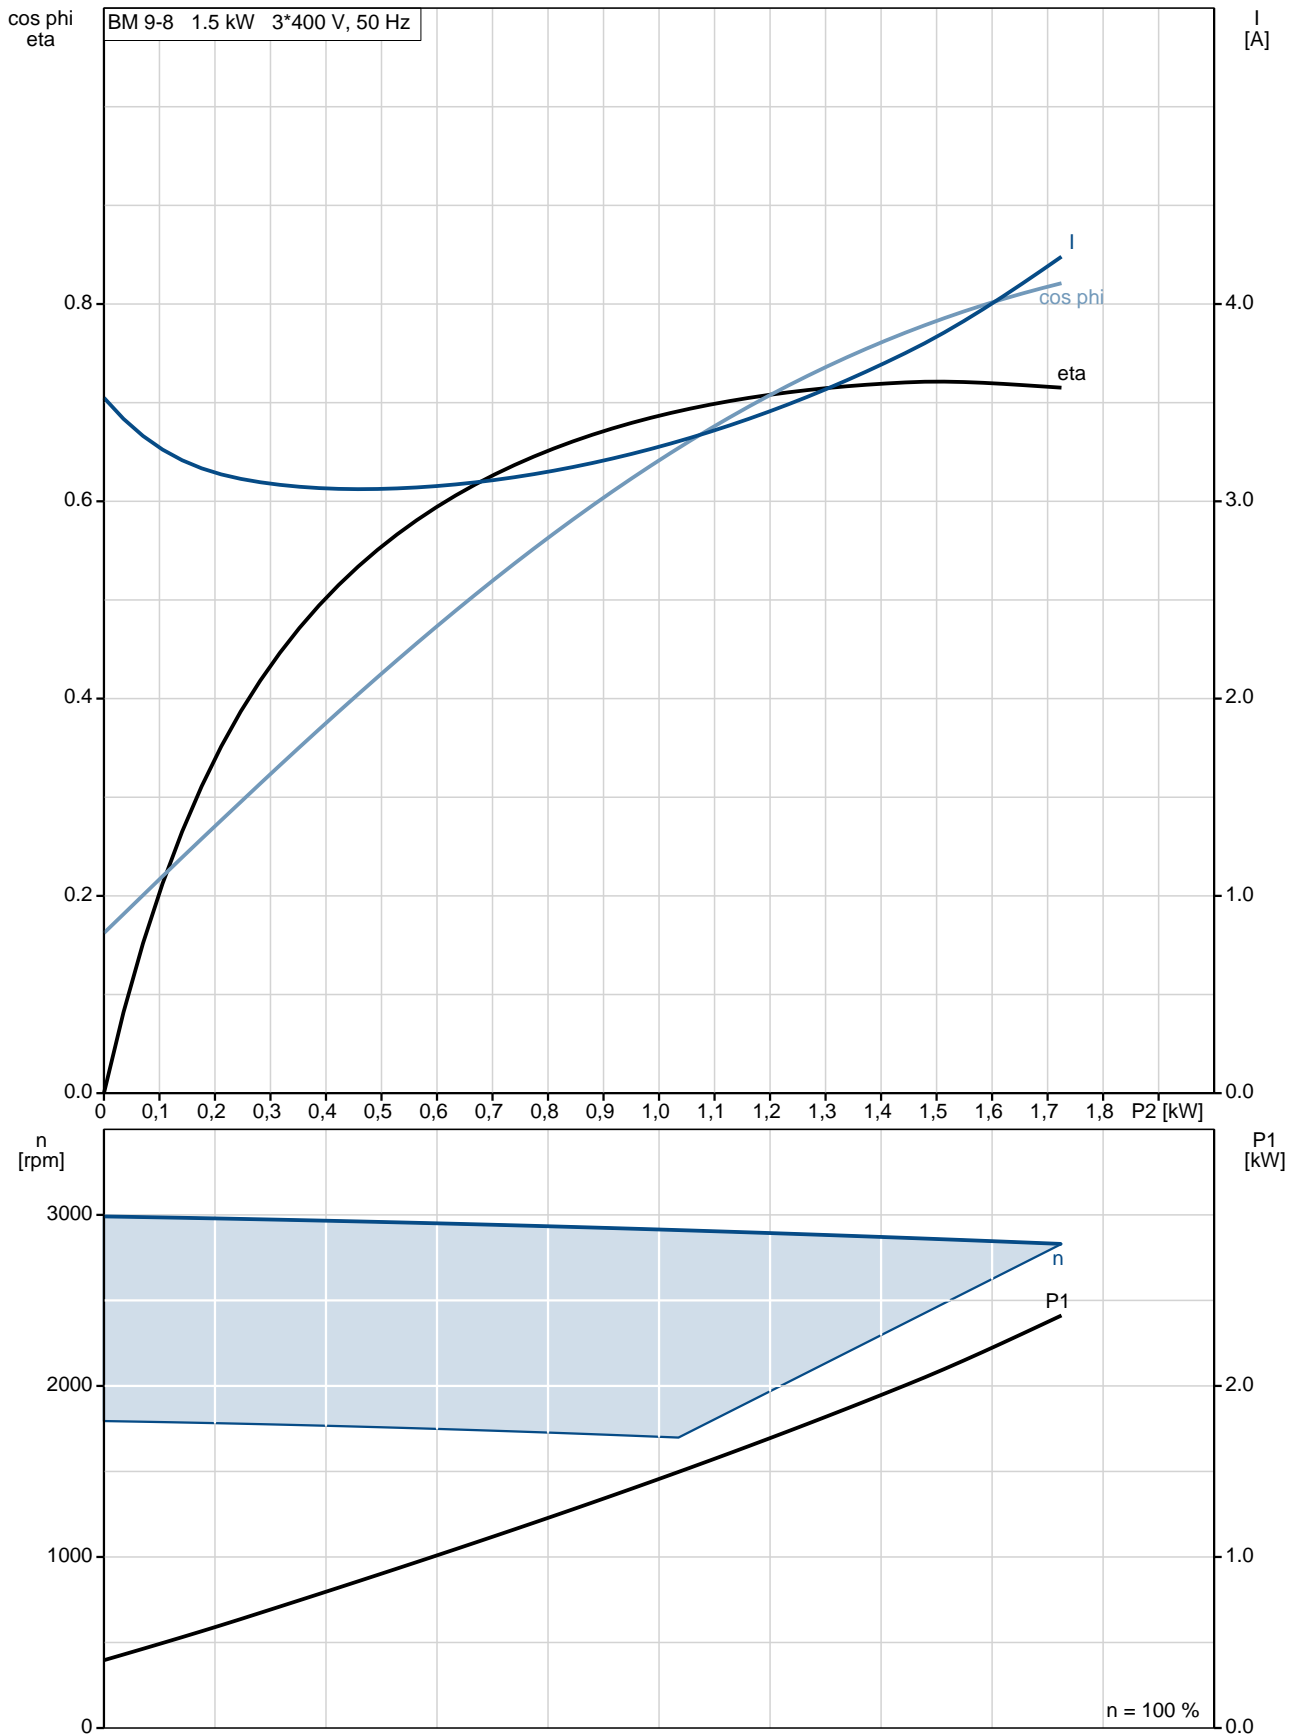 cos phi
eta
BM 9-8 1.5 kW 3*400 V, 50 Hz
I
[A]
I
cos phi
eta
0.8
0.6
0.4
0.2
0.0
4.0
3.0
2.0
1.0
0.0
0 0,1 0,2 0,3 0,4 0,5 0,6 0,7 0,8 0,9 1,0 1,1 1,2 1,3 1,4 1,5 1,6 1,7 1,8 P2 [kW]
n
[rpm]
P1
[kW]
3000
2000
1000
0
n
P1
2.0
1.0
0.0
n = 100 %